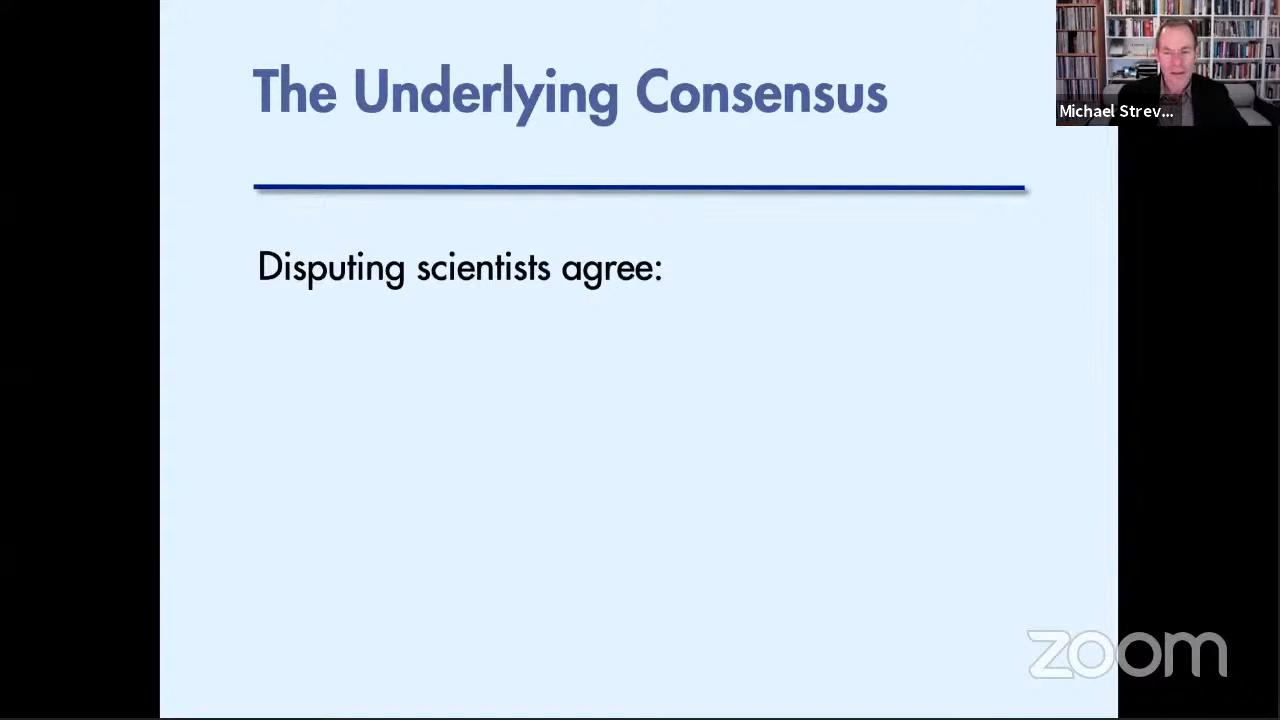 The Underlying Consensus
Michael Strev...
Disputing scientists agree:
zoom